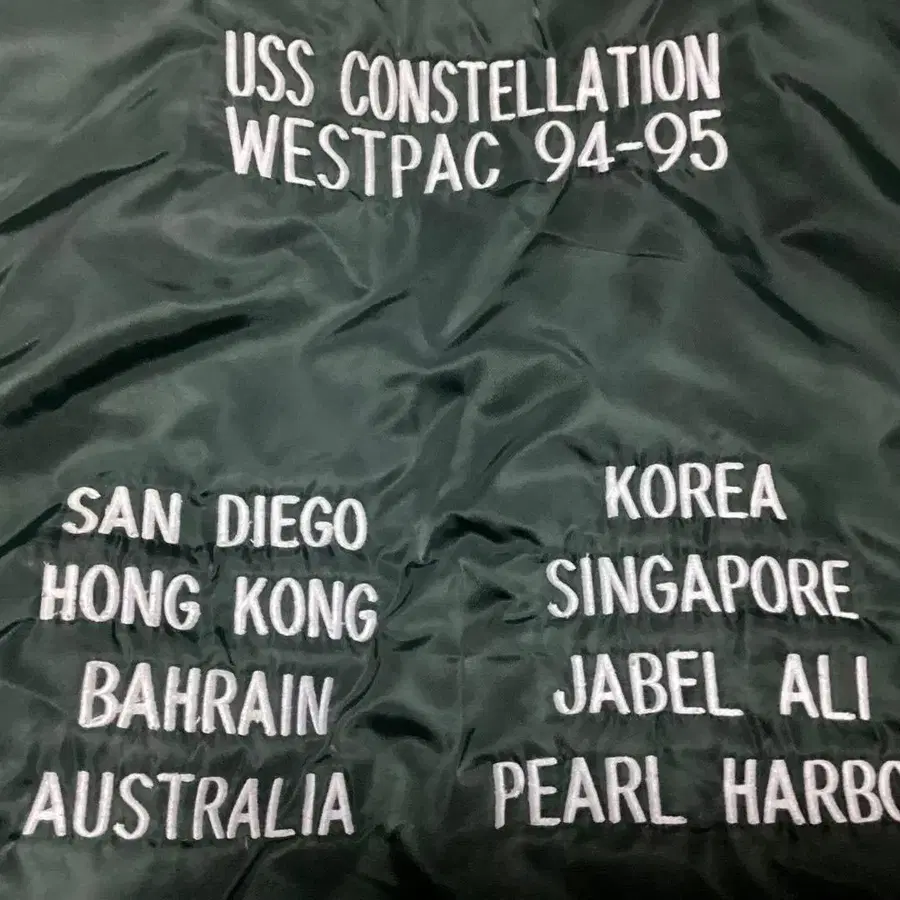 USS CONSTELLATION
WESTPAC 94-95
SAN DIEGO
HONG KONG
BAHRAIN
AUSTRALIA
KOREA
SINGAPORE
JABEL ALI
PEARL HARBO